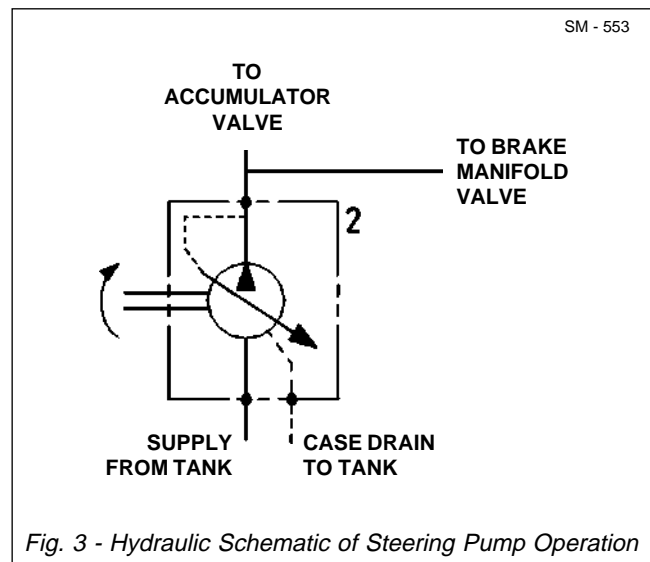 SM - 553
TO
ACCUMULATOR
VALVE
TO BRAKE
MANIFOLD
VALVE
2
SUPPLY
FROM TANK
CASE DRAIN
TO TANK
Fig. 3 - Hydraulic Schematic of Steering Pump Operation